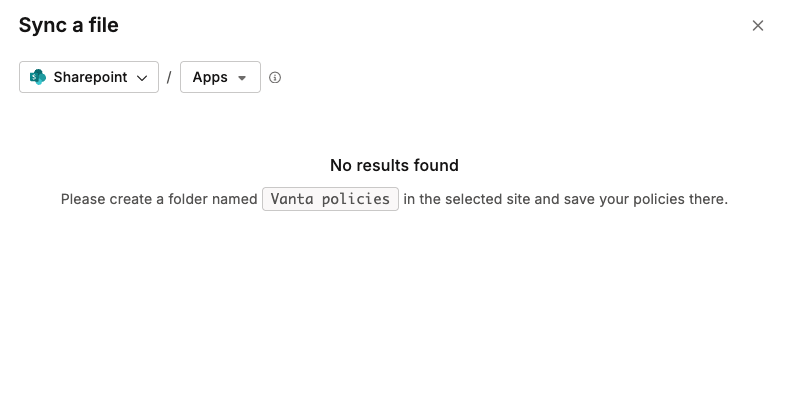 Sync a file
Sharepoint / Apps
No results found
Please create a folder named Vanta policies in the selected site and save your policies there.